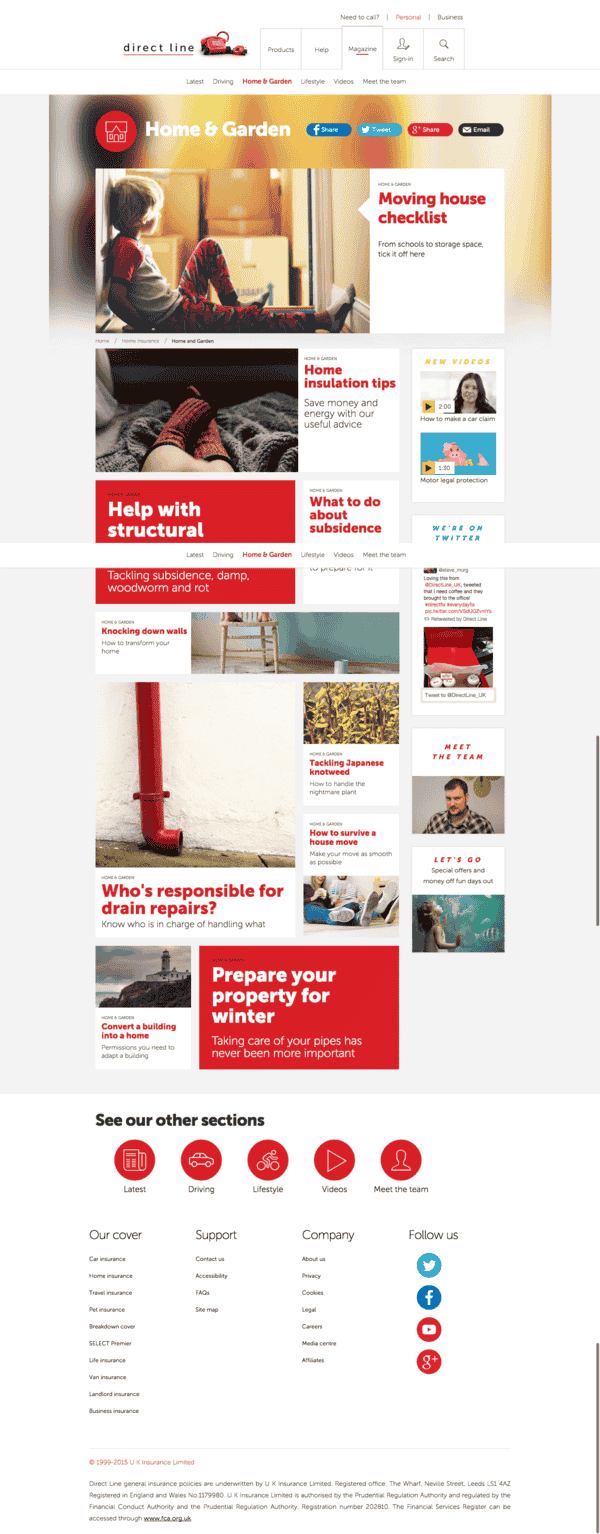 Need to call? | Personal | Business
direct line
Products
Help
Magazine
Sign-in
Search
Latest Driving Home & Garden Lifestyle Videos Meet the team
Home & Garden
Share
Tweet
Share
Email
HOME & GARDEN
Moving house
checklist
From schools to storage space,
tick it off here
Home / Home insurance / Home and Garden
HOME & GARDEN
Home
insulation tips
Save money and
energy with our
useful advice
NEW VIDEOS
2:00
How to make a car claim
1:30
Motor legal protection
HOME & GARDEN
Help with
structural
HOME & GARDEN
What to do
about
subsidence
WE'RE ON
TWITTER
Latest Driving Home & Garden Lifestyle Videos Meet the team
Tackling subsidence, damp,
woodworm and rot
to prepare for it
@steve_murg
Loving this from
@DirectLine_UK, tweeted
that I need coffee and they
brought to the office!
#directfix #everydayfix
Retweeted by Direct Line
Tweet to @DirectLine_UK
HOME & GARDEN
Knocking down walls
How to transform your
home
HOME & GARDEN
Tackling Japanese
knotweed
How to handle the
nightmare plant
MEET
THE TEAM
HOME & GARDEN
How to survive a
house move
Make your move as smooth
as possible
LET'S GO
Special offers and
money off fun days out
HOME & GARDEN
Who's responsible for
drain repairs?
Know who is in charge of handling what
HOME & GARDEN
Convert a building
into a home
Permissions you need to
adapt a building
HOME & GARDEN
Prepare your
property for
winter
Taking care of your pipes has
never been more important
See our other sections
Latest
Driving
Lifestyle
Videos
Meet the team
Our cover
Car insurance
Home insurance
Travel insurance
Pet insurance
Breakdown cover
SELECT Premier
Life insurance
Van insurance
Landlord insurance
Business insurance
Support
Contact us
Accessibility
FAQs
Site map
Company
About us
Privacy
Cookies
Legal
Careers
Media centre
Affiliates
Follow us
© 1999-2015 U K Insurance Limited
Direct Line general insurance policies are underwritten by U K Insurance Limited. Registered office: The Wharf, Neville Street, Leeds LS1 4AZ
Registered in England and Wales No.1179980. U K Insurance Limited is authorised by the Prudential Regulation Authority and regulated by the
Financial Conduct Authority and the Prudential Regulation Authority. Registration number 202810. The Financial Services Register can be
accessed through www.fca.org.uk